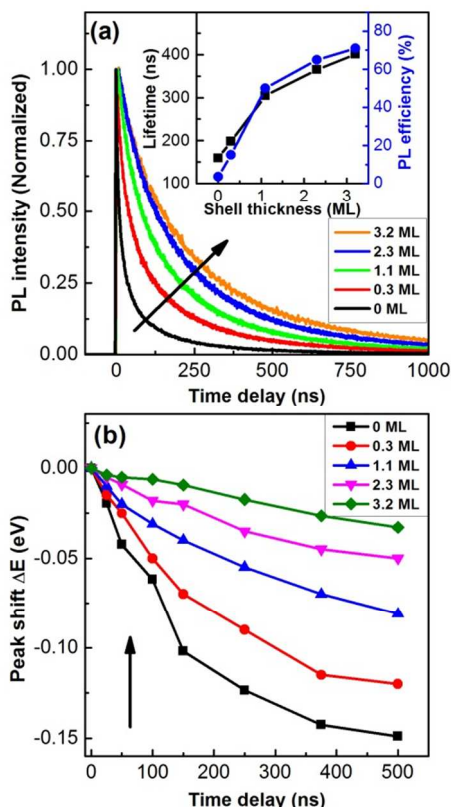 (a)
PL intensity (Normalized)
1.00
0.75
0.50
0.25
0.00
0
250
500
750
1000
Time delay (ns)
Lifetime (ns)
400
300
200
100
0
1
2
3
Shell thickness (ML)
PL efficiency (%)
80
70
60
50
40
30
20
10
0
3.2 ML
2.3 ML
1.1 ML
0.3 ML
0 ML
(b)
Peak shift ΔE (eV)
0.00
-0.05
-0.10
-0.15
0
100
200
300
400
500
Time delay (ns)
0 ML
0.3 ML
1.1 ML
2.3 ML
3.2 ML